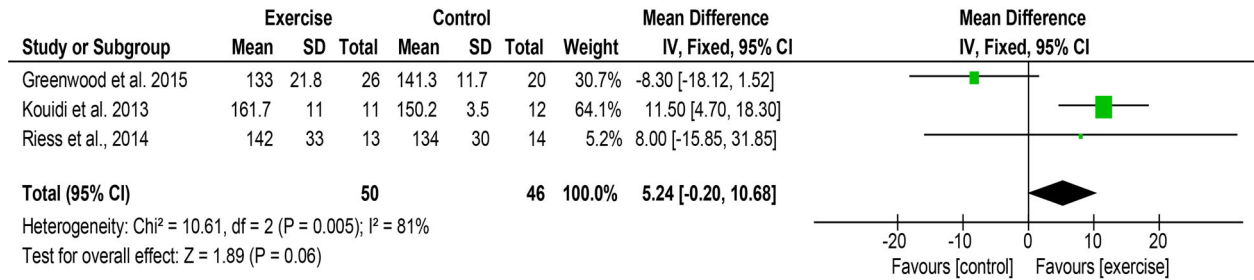 Exercise Control Mean Difference Mean Difference
Study or Subgroup Mean SD Total Mean SD Total Weight IV, Fixed, 95% CI IV, Fixed, 95% CI
Greenwood et al. 2015 133 21.8 26 141.3 11.7 20 30.7% -8.30 [-18.12, 1.52]
Kouidi et al. 2013 161.7 11 11 150.2 3.5 12 64.1% 11.50 [4.70, 18.30]
Riess et al., 2014 142 33 13 134 30 14 5.2% 8.00 [-15.85, 31.85]
Total (95% CI) 50 46 100.0% 5.24 [-0.20, 10.68]
Heterogeneity: Chi² = 10.61, df = 2 (P = 0.005); I² = 81%
Test for overall effect: Z = 1.89 (P = 0.06)
-20 -10 0 10 20
Favours [control] Favours [exercise]